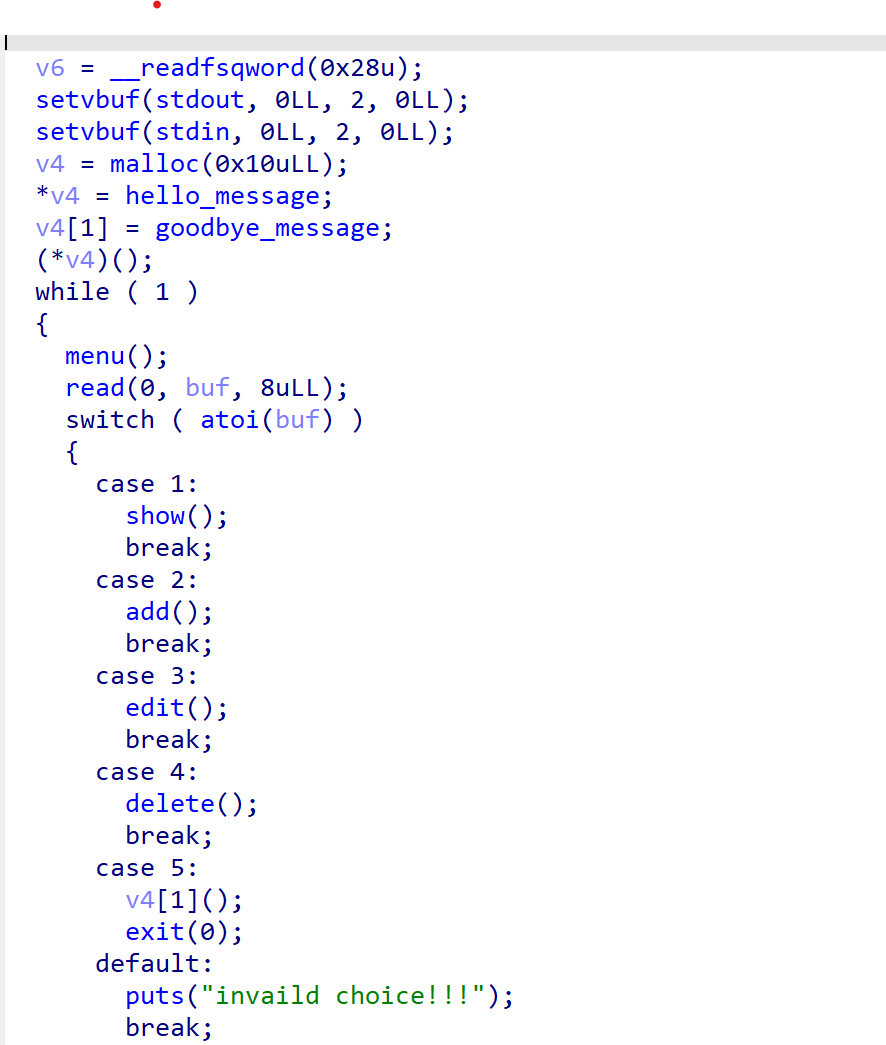 v6 = __readfsqword(0x28u);
setvbuf(stdout, 0LL, 2, 0LL);
setvbuf(stdin, 0LL, 2, 0LL);
v4 = malloc(0x10uLL);
*v4 = hello_message;
v4[1] = goodbye_message;
(*v4)();
while ( 1 )
{
  menu();
  read(0, buf, 8uLL);
  switch ( atoi(buf) )
  {
    case 1:
      show();
      break;
    case 2:
      add();
      break;
    case 3:
      edit();
      break;
    case 4:
      delete();
      break;
    case 5:
      v4[1]();
      exit(0);
    default:
      puts("invaild choice!!!");
      break;